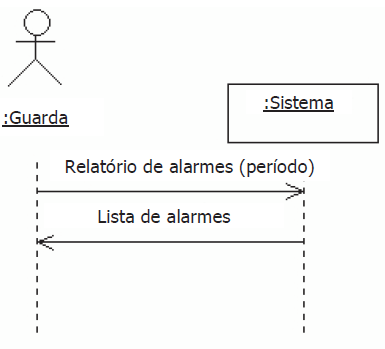 :Guarda
:Sistema
Relatório de alarmes (período)
Lista de alarmes